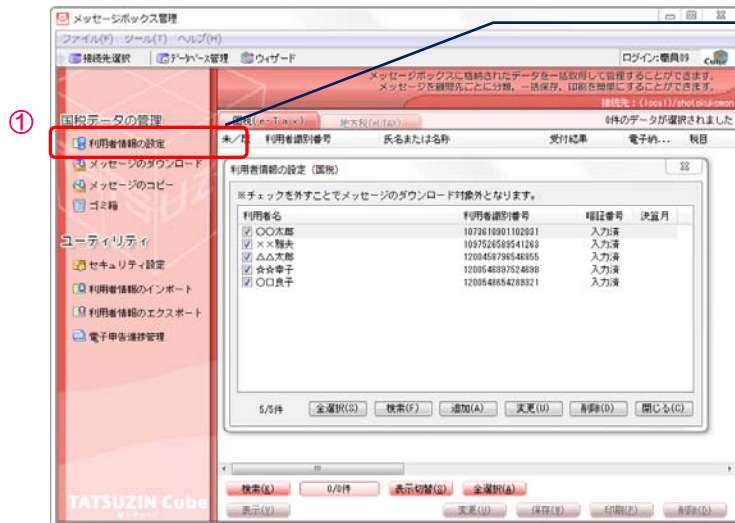 メッセージボックス管理
ファイル(F) ツール(T) ヘルプ(H)
接続先選択 データベース管理 ウィザード
ログイン:職員09
メッセージボックスに格納されたデータを一括取得して管理することができます。
メッセージを顧問先ごとに分類、一括保存、印刷を簡単にすることができます。
接続先:(local)/shotokukomon
①
国税データの管理
国税(e-Tax) 地方税(eLTAX)
0件のデータが選択されました
利用者情報の設定
未/既 利用者識別番号 氏名または名称 受付結果 電子納... 税目
メッセージのダウンロード
メッセージのコピー
ゴミ箱
ユーティリティ
セキュリティ設定
利用者情報のインポート
利用者情報のエクスポート
電子申告進捗管理
利用者情報の設定(国税)
※チェックを外すことでメッセージのダウンロード対象外となります。
利用者名 利用者識別番号 暗証番号 決算月
〇〇太郎 1073610901102031 入力済
××雅夫 1097526589541263 入力済
△△太郎 1200458796546855 入力済
☆☆幸子 1200546897524698 入力済
〇口良子 1200548654289321 入力済
5/5件 全選択(S) 検索(F) 追加(A) 変更(U) 削除(D) 閉じる(C)
検索(K) 0/0件 表示切替(S) 全選択(A)
表示(V) 変更(U) 保存(W) 印刷(P) 削除(D)
TATSUZIN Cube